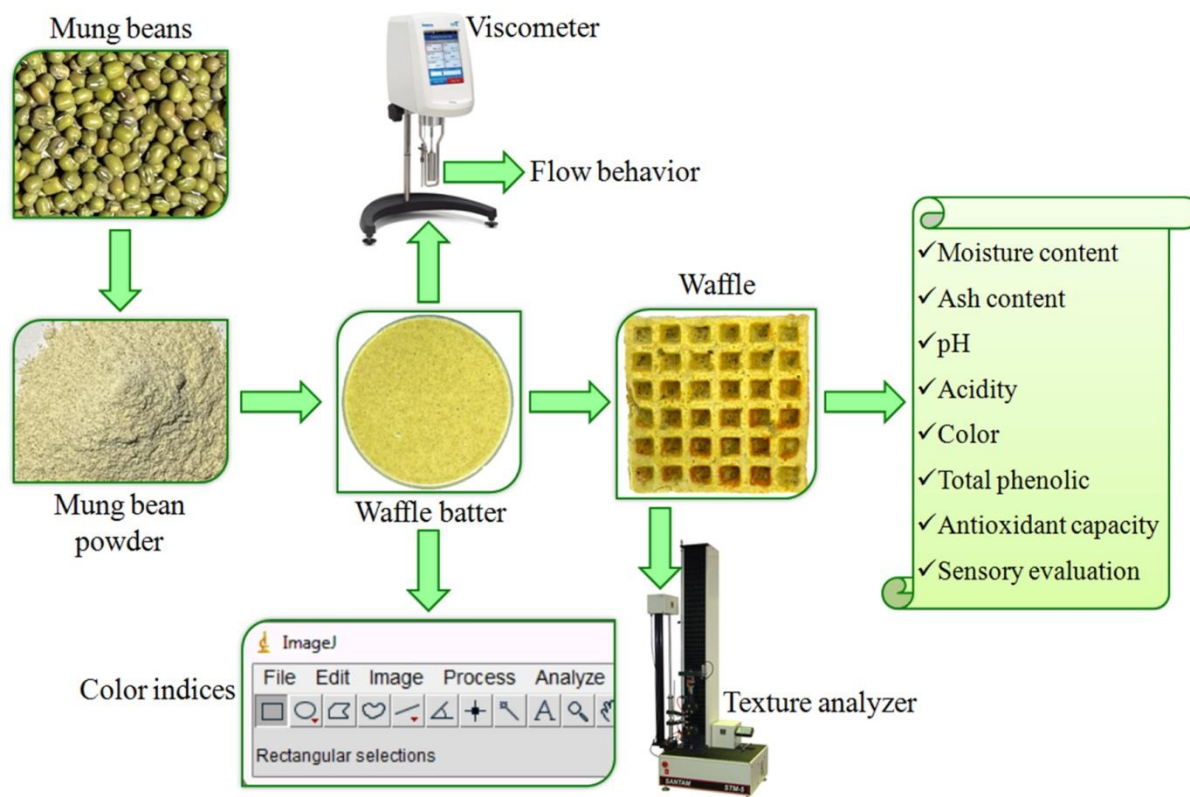 Mung beans
Viscometer
Flow behavior
Waffle
Mung bean
powder
Waffle batter
✓Moisture content
✓Ash content
✓pH
✓Acidity
✓Color
✓Total phenolic
✓Antioxidant capacity
✓Sensory evaluation
Color indices
ImageJ
File Edit Image Process Analyze
A
Rectangular selections
Texture analyzer
SANTAM
STM-5